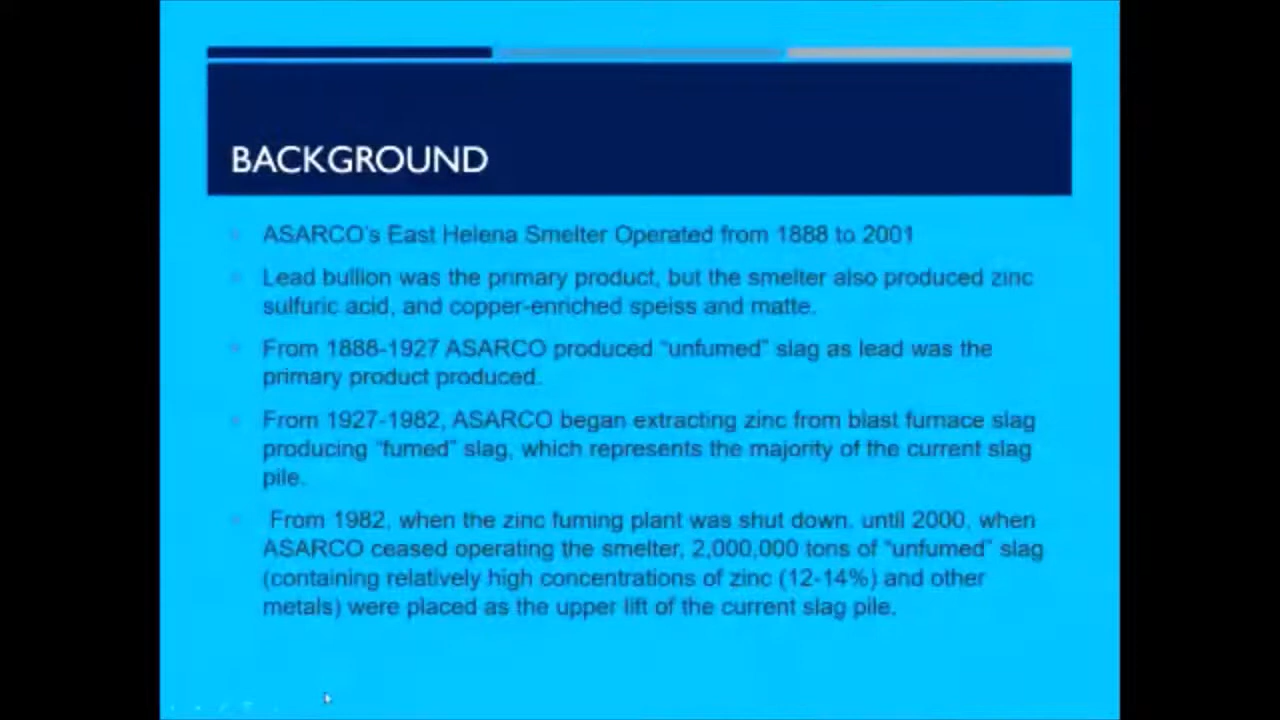 BACKGROUND
ASARCO's East Helena Smelter Operated from 1888 to 2001
Lead bullion was the primary product, but the smelter also produced zinc
sulfuric acid, and copper-enriched speiss and matte.
From 1888-1927 ASARCO produced "unfumed" slag as lead was the
primary product produced.
From 1927-1982, ASARCO began extracting zinc from blast furnace slag
producing "fumed" slag, which represents the majority of the current slag
pile.
From 1982, when the zinc fuming plant was shut down, until 2000, when
ASARCO ceased operating the smelter, 2,000,000 tons of "unfumed" slag
(containing relatively high concentrations of zinc (12-14%) and other
metals) were placed as the upper lift of the current slag pile.